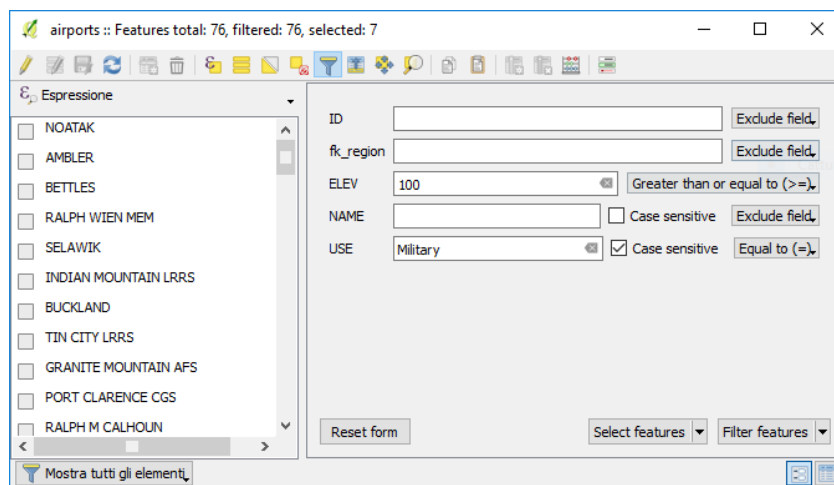 airports :: Features total: 76, filtered: 76, selected: 7
Espressione
NOATAK
AMBLER
BETTLES
RALPH WIEN MEM
SELAWIK
INDIAN MOUNTAIN LRRS
BUCKLAND
TIN CITY LRRS
GRANITE MOUNTAIN AFS
PORT CLARENCE CGS
RALPH M CALHOUN
ID Exclude field
fk_region Exclude field
ELEV 100 Greater than or equal to (>=)
NAME Case sensitive Exclude field
USE Military Case sensitive Equal to (=)
Reset form Select features Filter features
Mostra tutti gli elementi